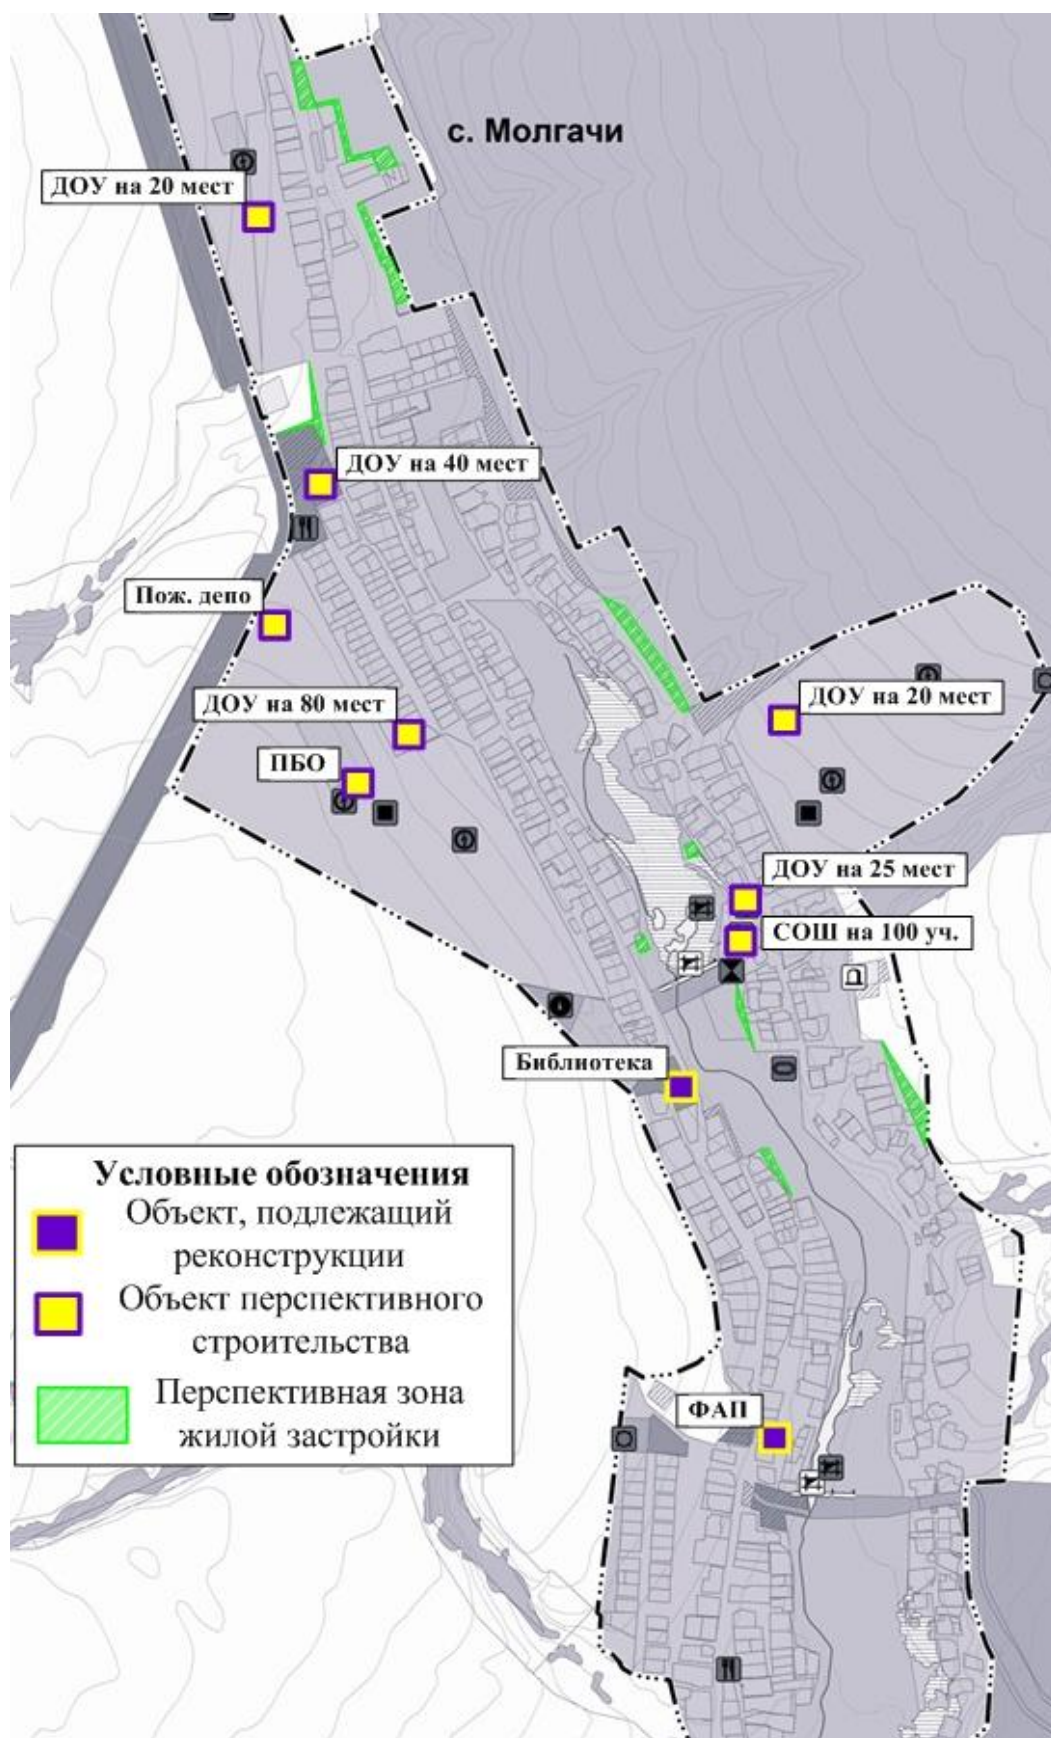 с. Молгачи
ДОУ на 20 мест
ДОУ на 40 мест
Пож. депо
ДОУ на 80 мест
ДОУ на 20 мест
ПБО
ДОУ на 25 мест
СОШ на 100 уч.
Библиотека
Условные обозначения
Объект, подлежащий
реконструкции
Объект перспективного
строительства
Перспективная зона
жилой застройки
ФАП